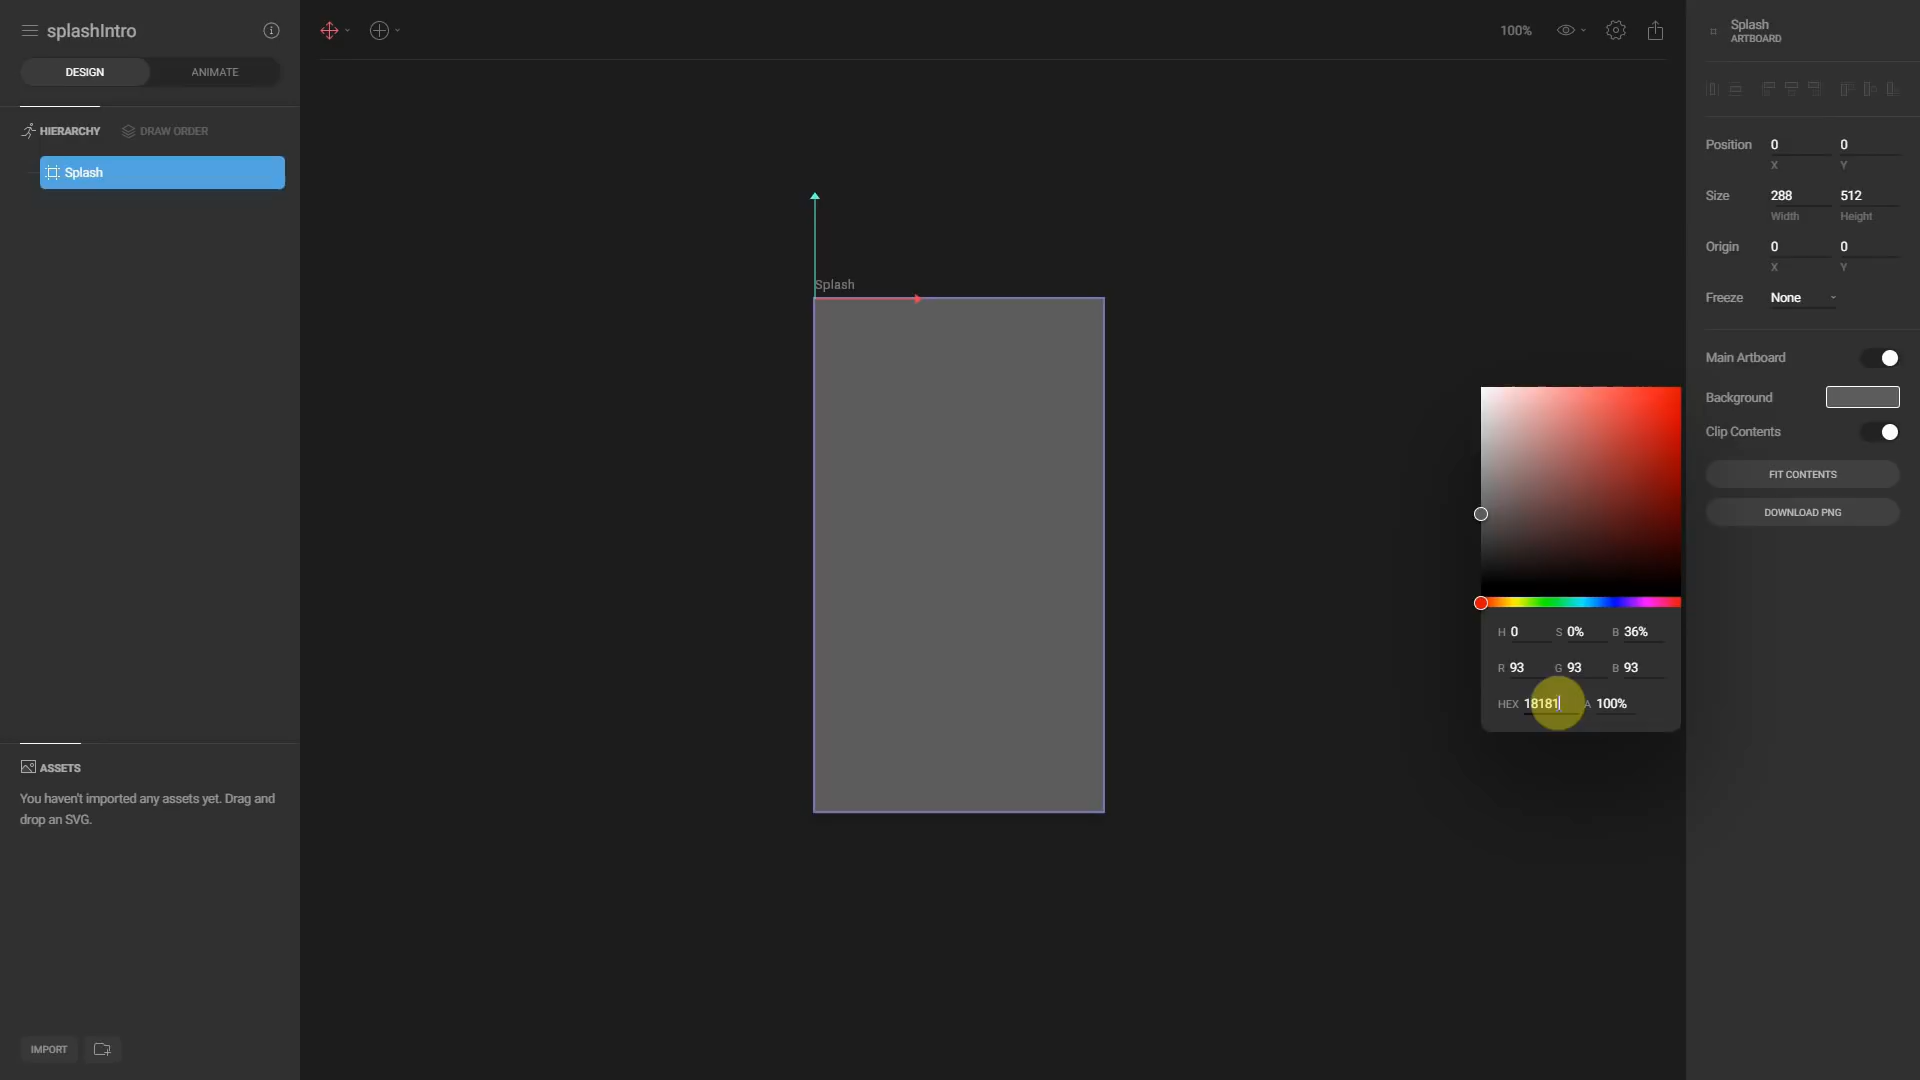 splashIntro
DESIGN
ANIMATE
HIERARCHY
DRAW ORDER
Splash
ASSETS
You haven't imported any assets yet. Drag and
drop an SVG.
IMPORT
100%
Splash
H 0 S 0% B 36%
R 93 G 93 B 93
HEX 18181 A 100%
Splash
ARTBOARD
Position 0 0
X Y
Size 288 512
Width Height
Origin 0 0
X Y
Freeze None
Main Artboard
Background
Clip Contents
FIT CONTENTS
DOWNLOAD PNG